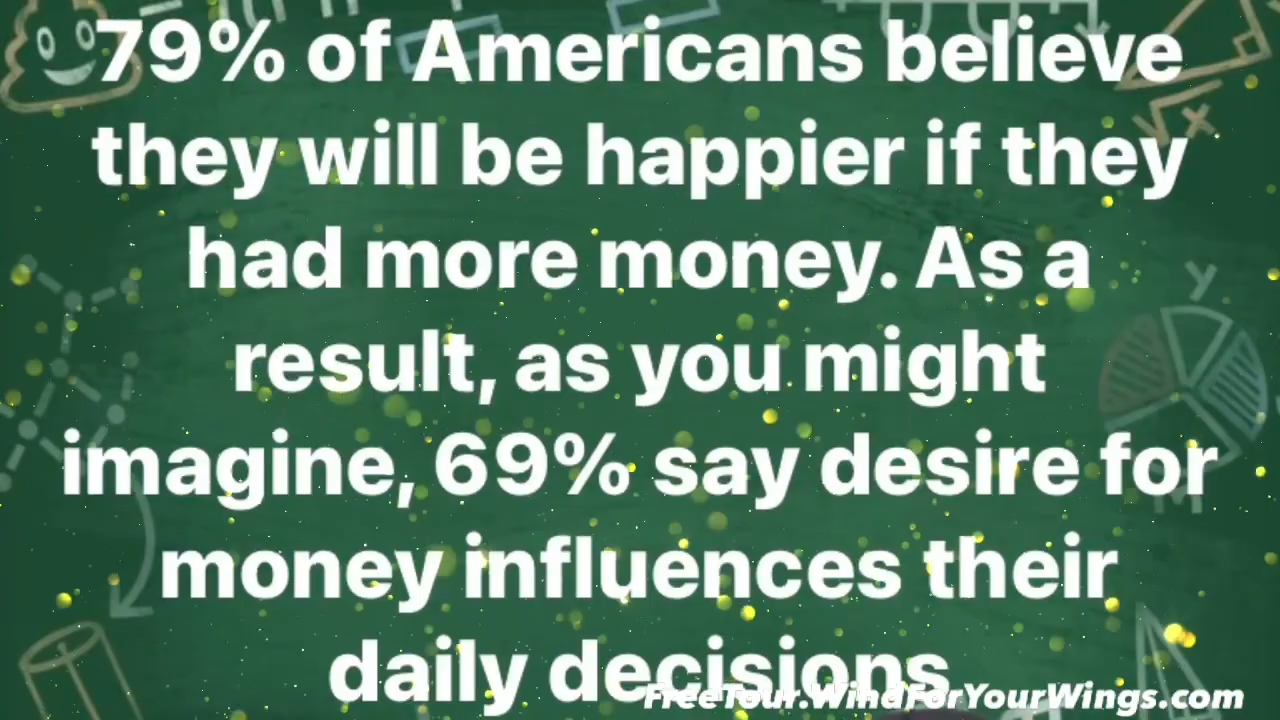 79% of Americans believe
they will be happier if they
had more money. As a
result, as you might
imagine, 69% say desire for
money influences their
daily decisions
FreeTour.WindForYourWings.com
y
√x